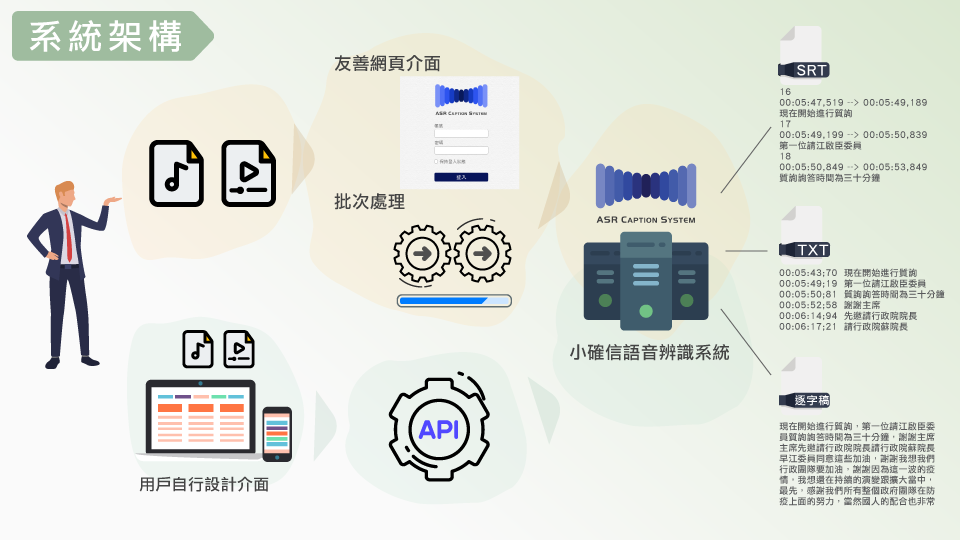 系統架構
友善網頁介面
ASR CAPTION SYSTEM
帳號
密碼
保持登入狀態
登入
批次處理
用戶自行設計介面
API
ASR CAPTION SYSTEM
小確信語音辨識系統
SRT
16
00:05:47,519 --> 00:05:49,189
現在開始進行質詢
17
00:05:49,199 --> 00:05:50,839
第一位請江啟臣委員
18
00:05:50,849 --> 00:05:53,849
質詢詢答時間為三十分鐘
TXT
00:05:43;70 現在開始進行質詢
00:05:49;19 第一位請江啟臣委員
00:05:50;81 質詢詢答時間為三十分鐘
00:05:52;58 謝謝主席
00:06:14;94 先邀請行政院院長
00:06:17;21 請行政院蘇院長
逐字稿
現在開始進行質詢，第一位請江啟臣委
員質詢詢答時間為三十分鐘，謝謝主席
主席先邀請行政院院長請行政院蘇院長
早江委員同意這些加油，謝謝我想我們
行政團隊要加油，謝謝因為這一波的疫
情，我想還在持續的演變跟擴大當中，
最先，感謝我們所有整個政府團隊在防
疫上面的努力，當然國人的配合也非常